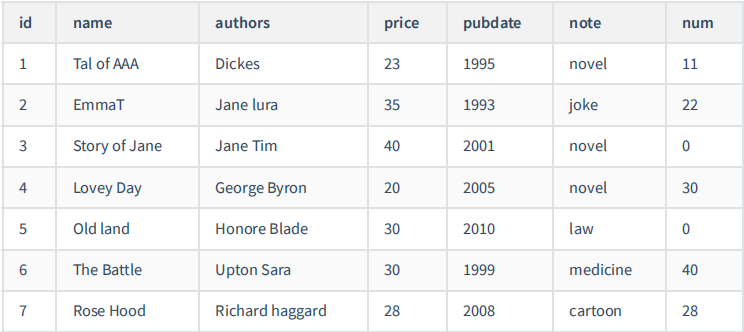 id name authors price pubdate note num
1 Tal of AAA Dickes 23 1995 novel 11
2 EmmaT Jane lura 35 1993 joke 22
3 Story of Jane Jane Tim 40 2001 novel 0
4 Lovey Day George Byron 20 2005 novel 30
5 Old land Honore Blade 30 2010 law 0
6 The Battle Upton Sara 30 1999 medicine 40
7 Rose Hood Richard haggard 28 2008 cartoon 28